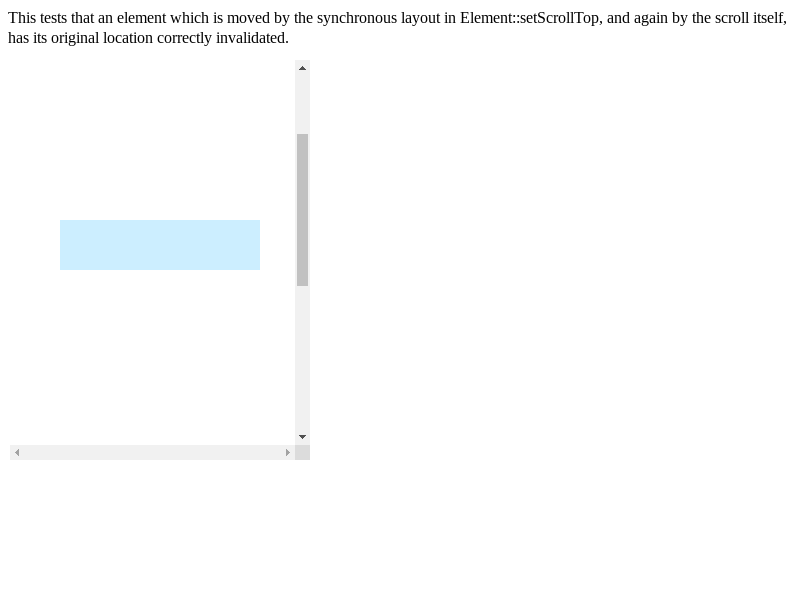 This tests that an element which is moved by the synchronous layout in Element::setScrollTop, and again by the scroll itself,
has its original location correctly invalidated.